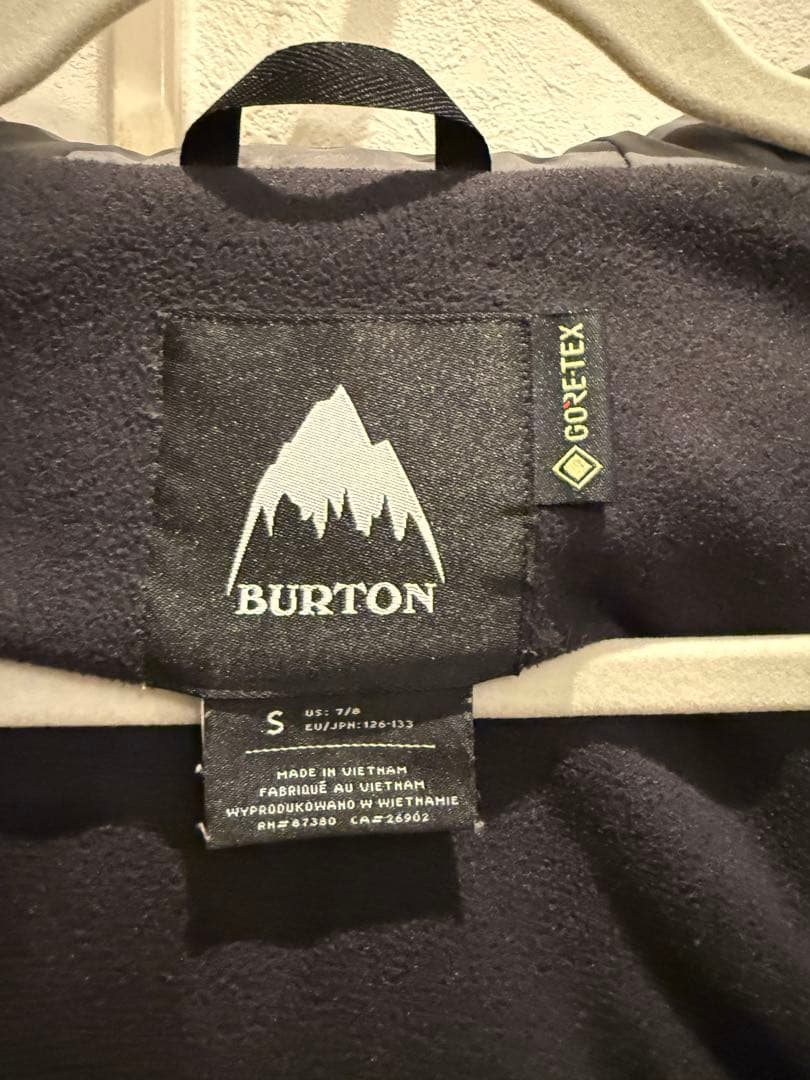 GORE-TEX
BURTON
S US: 7/8
EU/JPN: 126-133
MADE IN VIETNAM
FABRIQUÉ AU VIETNAM
WYPRODUKOWANO W WIETNAMIE
RN# 87380 CA# 26902